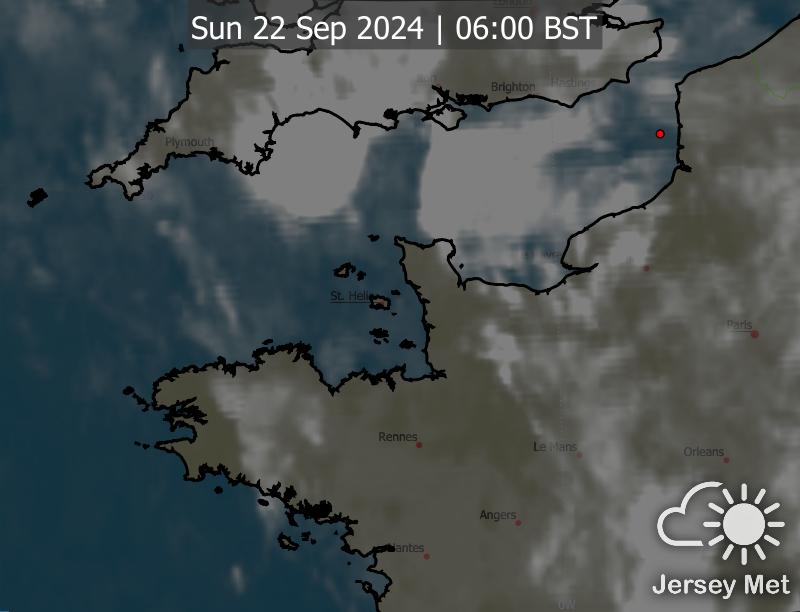 Sun 22 Sep 2024 | 06:00 BST
Brighton
Hastings
Plymouth
St. Heli
Paris
Rennes
Le Mans
Orleans
Angers
Nantes
Jersey Met